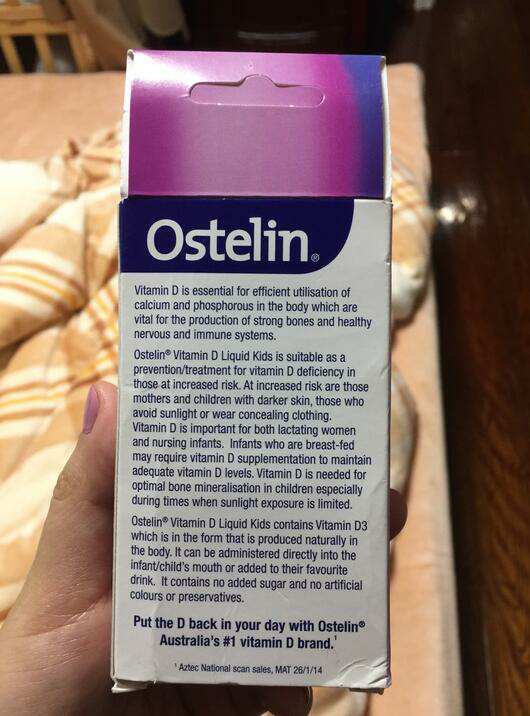 Ostelin®
Vitamin D is essential for efficient utilisation of
calcium and phosphorous in the body which are
vital for the production of strong bones and healthy
nervous and immune systems.
Ostelin® Vitamin D Liquid Kids is suitable as a
prevention/treatment for vitamin D deficiency in
those at increased risk. At increased risk are those
mothers and children with darker skin, those who
avoid sunlight or wear concealing clothing.
Vitamin D is important for both lactating women
and nursing infants. Infants who are breast-fed
may require vitamin D supplementation to maintain
adequate vitamin D levels. Vitamin D is needed for
optimal bone mineralisation in children especially
during times when sunlight exposure is limited.
Ostelin® Vitamin D Liquid Kids contains Vitamin D3
which is in the form that is produced naturally in
the body. It can be administered directly into the
infant/child's mouth or added to their favourite
drink. It contains no added sugar and no artificial
colours or preservatives.
Put the D back in your day with Ostelin®
Australia's #1 vitamin D brand.¹
¹ Aztec National scan sales, MAT 26/1/14